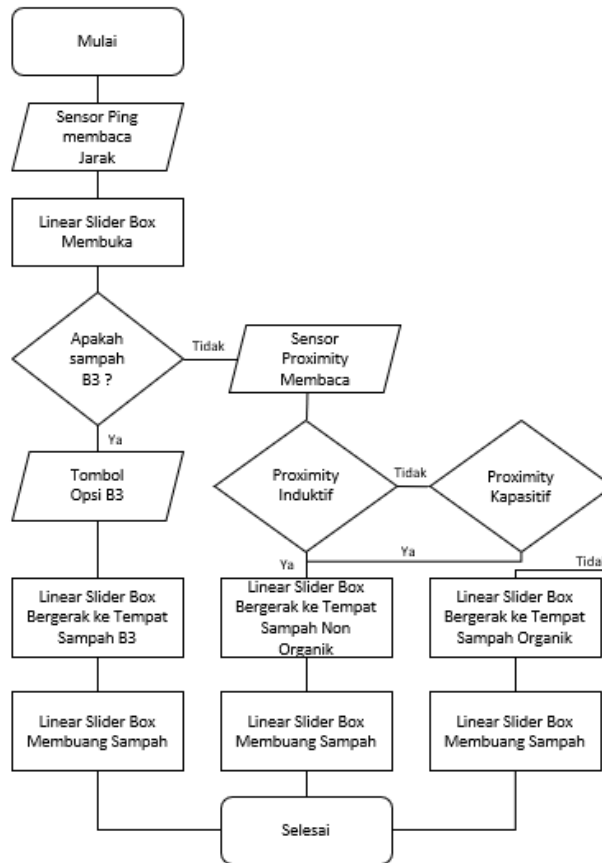 Mulai
Sensor Ping
membaca
Jarak
Linear Slider Box
Membuka
Apakah
sampah
B3 ?
Tidak
Sensor
Proximity
Membaca
Ya
Tombol
Opsi B3
Proximity
Induktif
Tidak
Proximity
Kapasitif
Ya
Ya
Tida
Linear Slider Box
Bergerak ke Tempat
Sampah B3
Linear Slider Box
Bergerak ke Tempat
Sampah Non
Organik
Linear Slider Box
Bergerak ke Tempat
Sampah Organik
Linear Slider Box
Membuang Sampah
Linear Slider Box
Membuang Sampah
Linear Slider Box
Membuang Sampah
Selesai